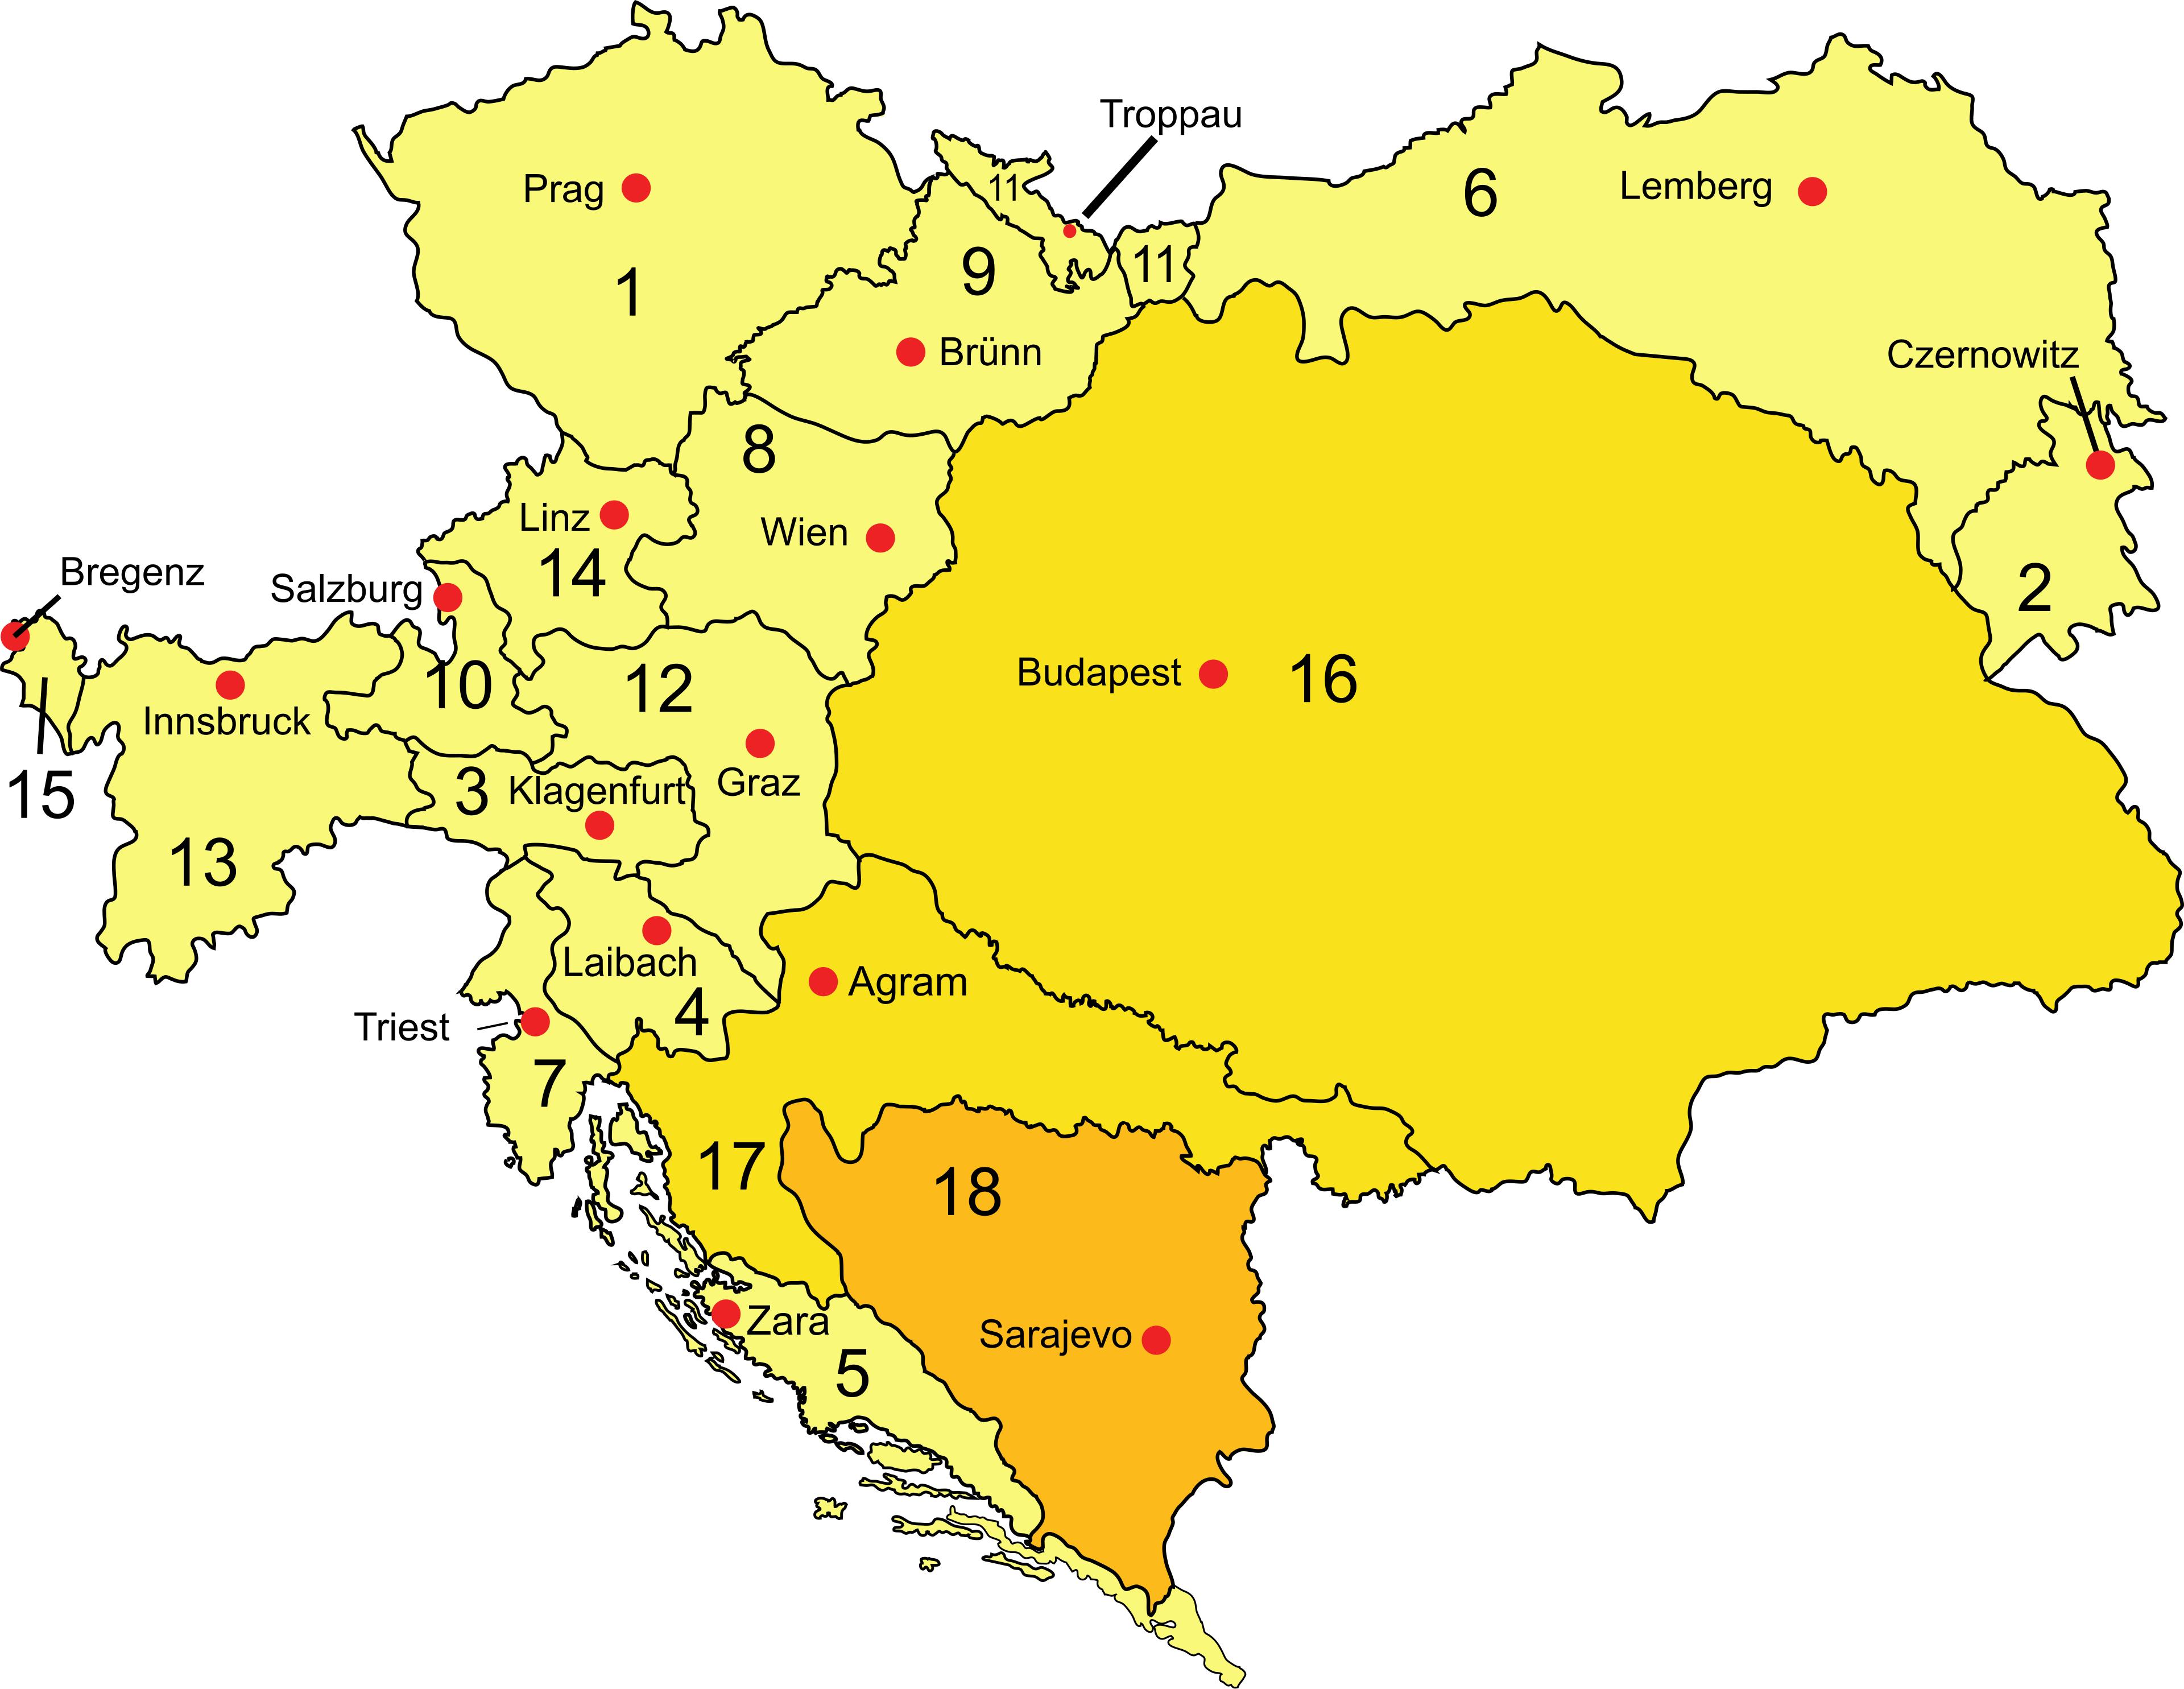 Troppau
Prag
11
6
Lemberg
1
9
11
Brünn
Czernowitz
8
Linz
Wien
14
Bregenz
Salzburg
2
10
12
Budapest
16
Innsbruck
15
3
Klagenfurt
Graz
13
Laibach
Agram
4
Triest
7
17
18
Zara
Sarajevo
5